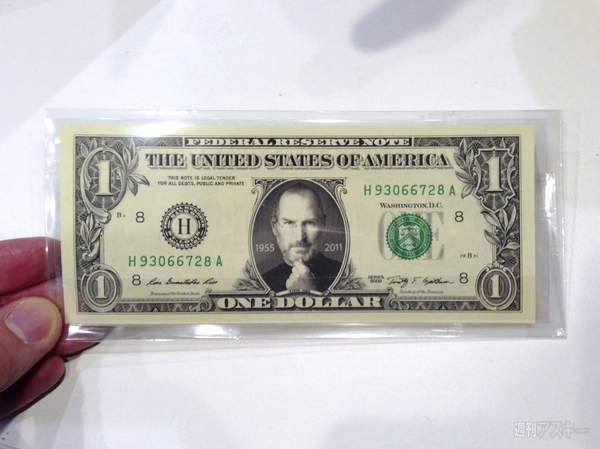 FEDERAL RESERVE NOTE
THE UNITED STATES OF AMERICA
THIS NOTE IS LEGAL TENDER
FOR ALL DEBTS, PUBLIC AND PRIVATE
H 93066728 A
WASHINGTON, D.C.
1
1
8
8
H
1955
2011
ONE
H 93066728 A
8
8
SERIES
2009
1
1
ONE DOLLAR
週刊アスキー